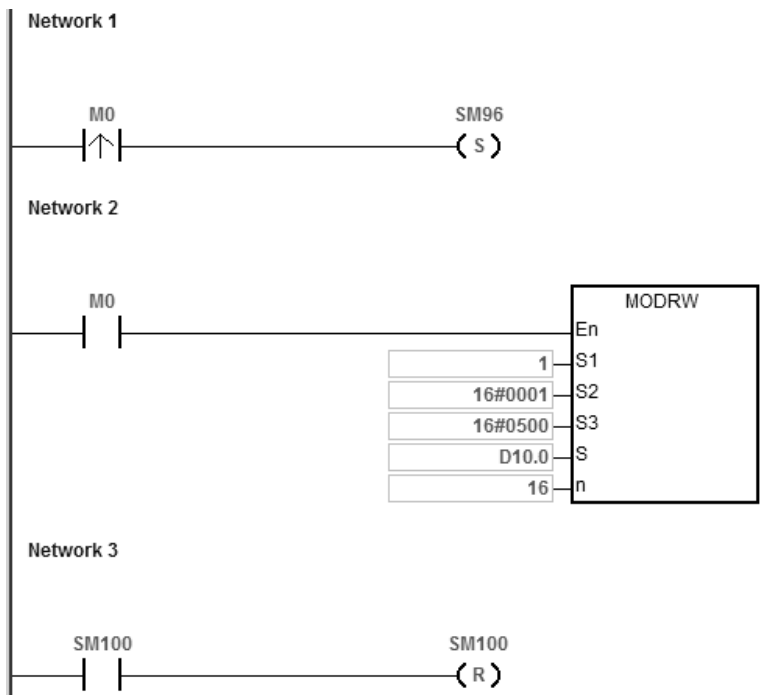 Network 1
M0 SM96
S
Network 2
M0
MODRW
En
1 S1
16#0001 S2
16#0500 S3
D10.0 S
16 n
Network 3
SM100 SM100
R